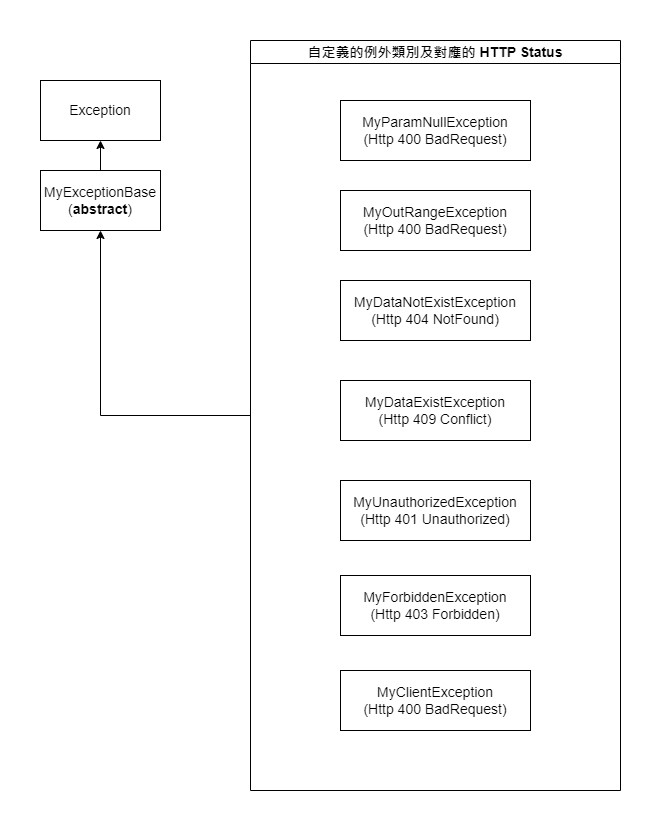 自定義的例外類別及對應的 HTTP Status
Exception
MyExceptionBase
(abstract)
MyParamNullException
(Http 400 BadRequest)
MyOutRangeException
(Http 400 BadRequest)
MyDataNotExistException
(Http 404 NotFound)
MyDataExistException
(Http 409 Conflict)
MyUnauthorizedException
(Http 401 Unauthorized)
MyForbiddenException
(Http 403 Forbidden)
MyClientException
(Http 400 BadRequest)